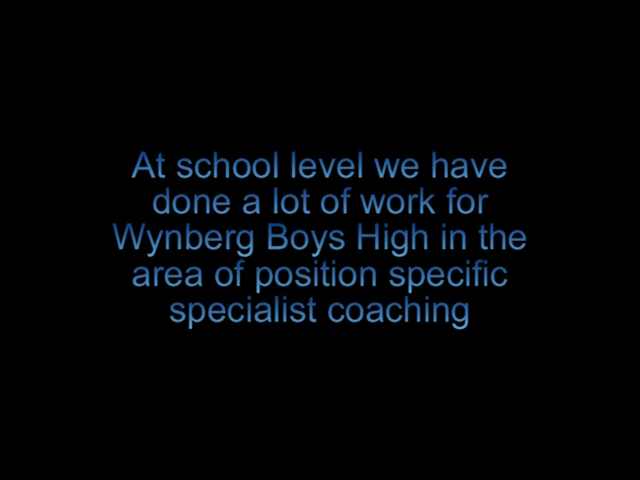 At school level we have
done a lot of work for
Wynberg Boys High in the
area of position specific
specialist coaching